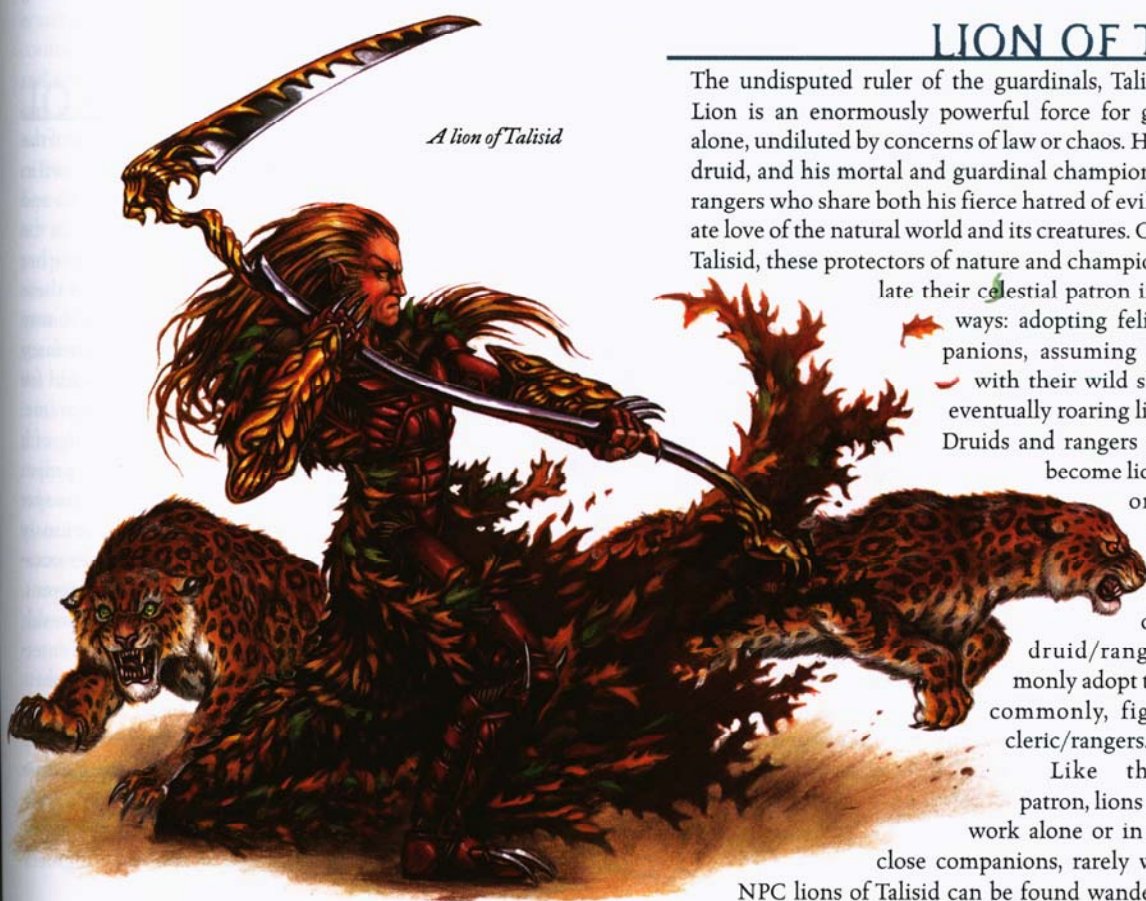 LION OF T
The undisputed ruler of the guardinals, Tali
Lion is an enormously powerful force for g
alone, undiluted by concerns of law or chaos. H
druid, and his mortal and guardinal champion
rangers who share both his fierce hatred of evil
ate love of the natural world and its creatures. C
Talisid, these protectors of nature and champio
late their celestial patron i
ways: adopting feli
panions, assuming
with their wild s
eventually roaring li
Druids and rangers
become lio
or
druid/rang
monly adopt t
commonly, fig
cleric/rangers.
Like th
patron, lions
work alone or in
close companions, rarely w
NPC lions of Talisid can be found wande
A lion of Talisid